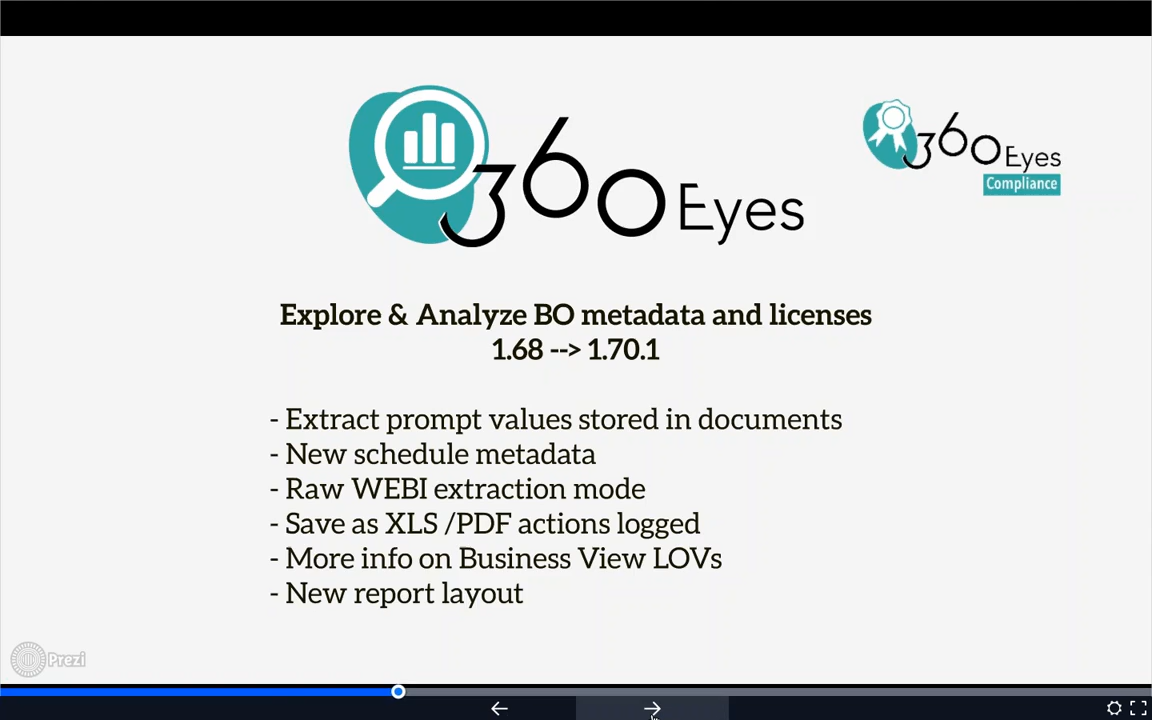 360 Eyes
360 Eyes
Compliance
Explore & Analyze BO metadata and licenses
1.68 --> 1.70.1
- Extract prompt values stored in documents
- New schedule metadata
- Raw WEBI extraction mode
- Save as XLS /PDF actions logged
- More info on Business View LOVs
- New report layout
Prezi